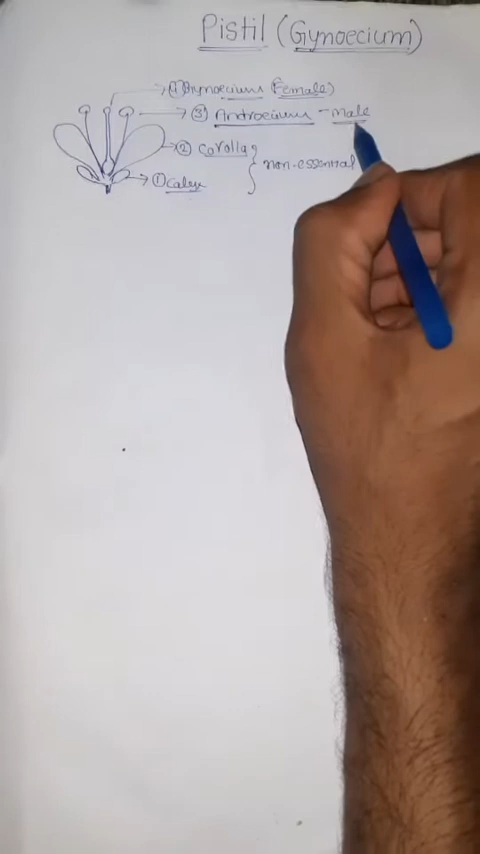 Pistil (Gynoecium)
④ Gynoecium (Female)
③ Androecium - male
② Corolla
non-essential
① Calyx